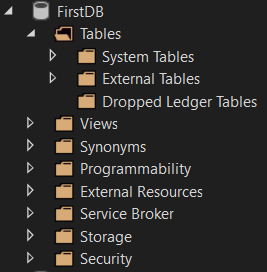 FirstDB
Tables
System Tables
External Tables
Dropped Ledger Tables
Views
Synonyms
Programmability
External Resources
Service Broker
Storage
Security